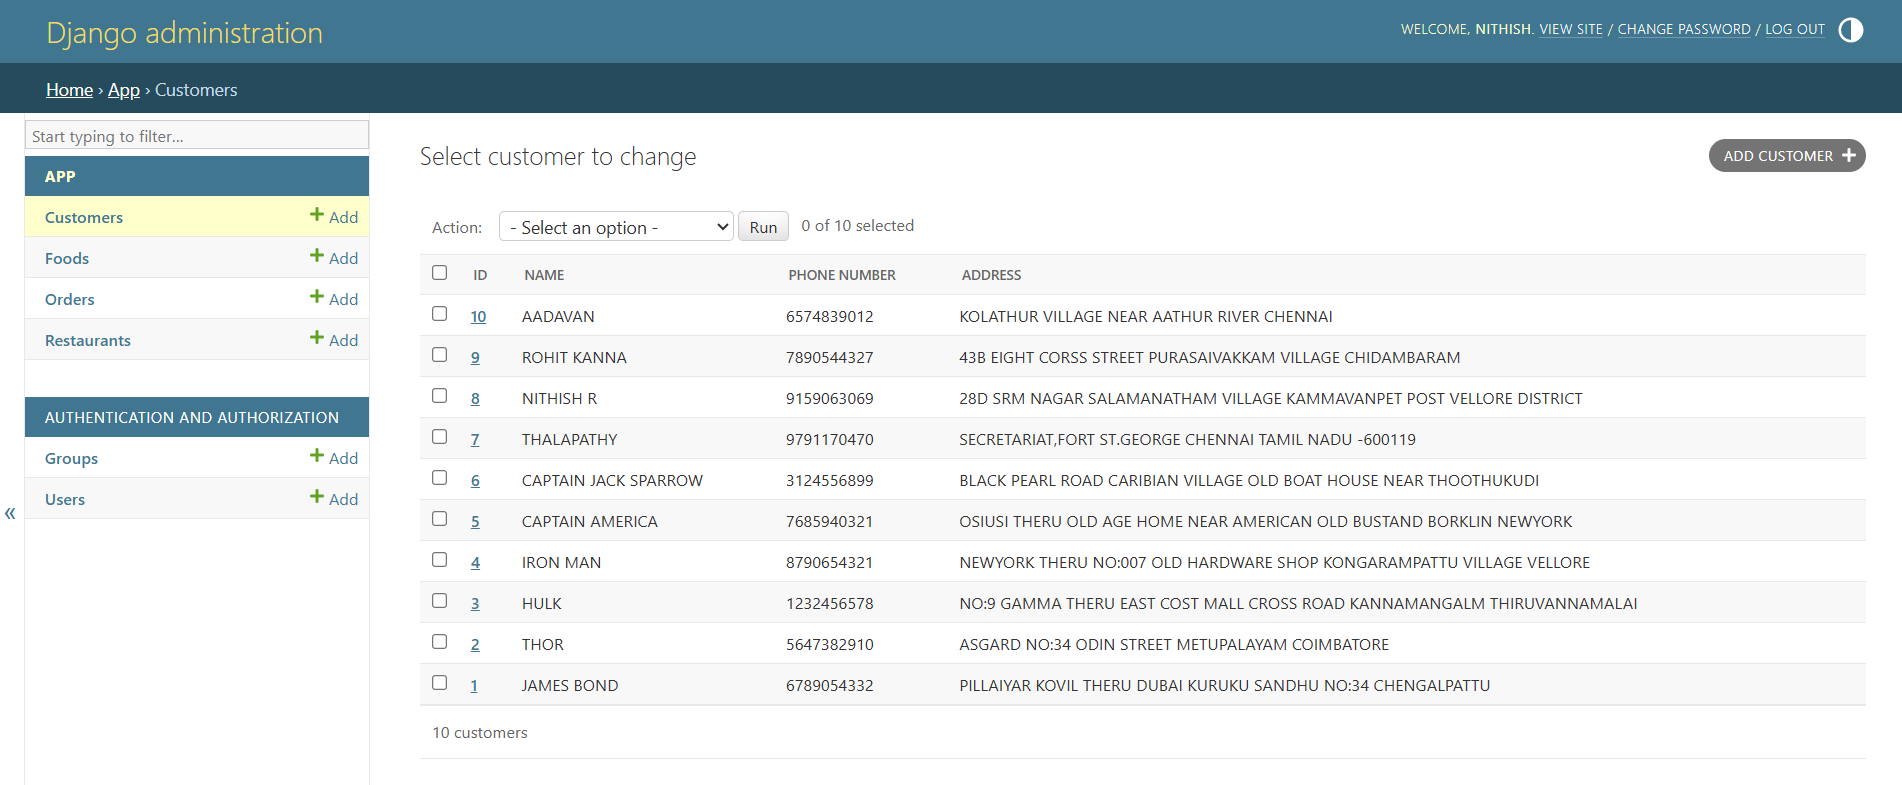 Django administration
WELCOME, NITHISH. VIEW SITE / CHANGE PASSWORD / LOG OUT
Home › App › Customers
Start typing to filter...
APP
Customers + Add
Foods + Add
Orders + Add
Restaurants + Add
AUTHENTICATION AND AUTHORIZATION
Groups + Add
Users + Add
«
Select customer to change
ADD CUSTOMER +
Action: - Select an option - Run 0 of 10 selected
ID NAME PHONE NUMBER ADDRESS
10 AADAVAN 6574839012 KOLATHUR VILLAGE NEAR AATHUR RIVER CHENNAI
9 ROHIT KANNA 7890544327 43B EIGHT CORSS STREET PURASAIVAKKAM VILLAGE CHIDAMBARAM
8 NITHISH R 9159063069 28D SRM NAGAR SALAMANATHAM VILLAGE KAMMAVANPET POST VELLORE DISTRICT
7 THALAPATHY 9791170470 SECRETARIAT,FORT ST.GEORGE CHENNAI TAMIL NADU -600119
6 CAPTAIN JACK SPARROW 3124556899 BLACK PEARL ROAD CARIBIAN VILLAGE OLD BOAT HOUSE NEAR THOOTHUKUDI
5 CAPTAIN AMERICA 7685940321 OSIUSI THERU OLD AGE HOME NEAR AMERICAN OLD BUSTAND BORKLIN NEWYORK
4 IRON MAN 8790654321 NEWYORK THERU NO:007 OLD HARDWARE SHOP KONGARAMPATTU VILLAGE VELLORE
3 HULK 1232456578 NO:9 GAMMA THERU EAST COST MALL CROSS ROAD KANNAMANGALM THIRUVANNAMALAI
2 THOR 5647382910 ASGARD NO:34 ODIN STREET METUPALAYAM COIMBATORE
1 JAMES BOND 6789054332 PILLAIYAR KOVIL THERU DUBAI KURUKU SANDHU NO:34 CHENGALPATTU
10 customers